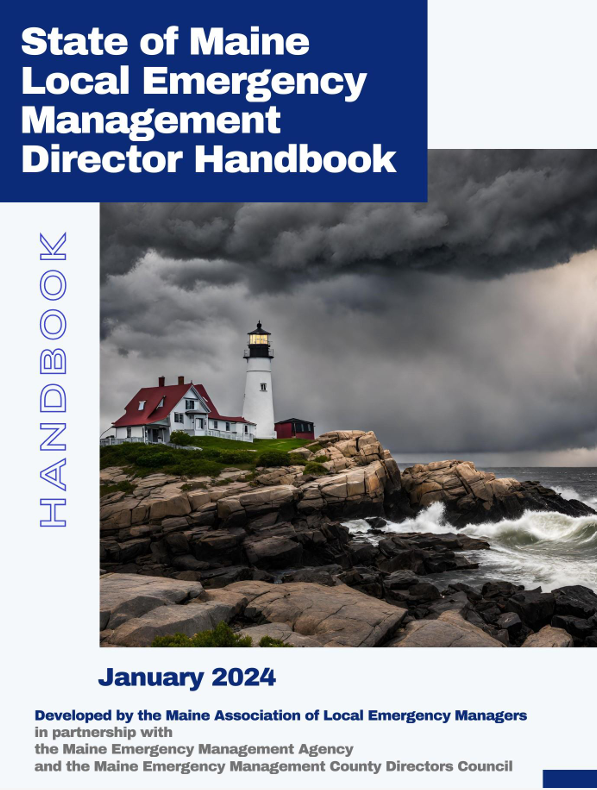 State of Maine
Local Emergency
Management
Director Handbook
HANDBOOK
January 2024
Developed by the Maine Association of Local Emergency Managers
in partnership with
the Maine Emergency Management Agency
and the Maine Emergency Management County Directors Council